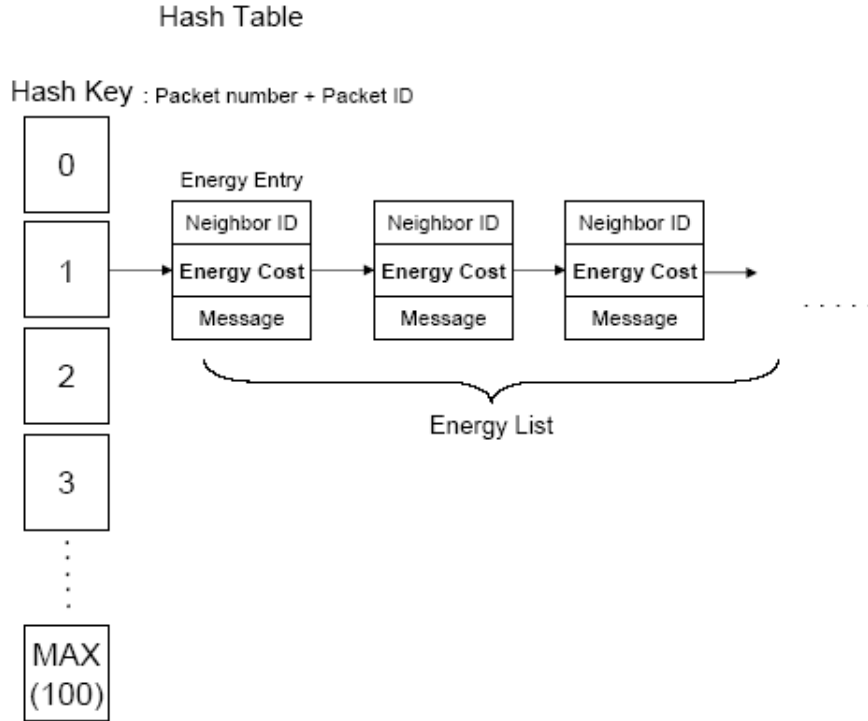 Hash Table
Hash Key : Packet number + Packet ID
0
Energy Entry
Neighbor ID Neighbor ID Neighbor ID
1 Energy Cost Energy Cost Energy Cost
Message Message Message
. . . .
2
Energy List
3
MAX
(100)